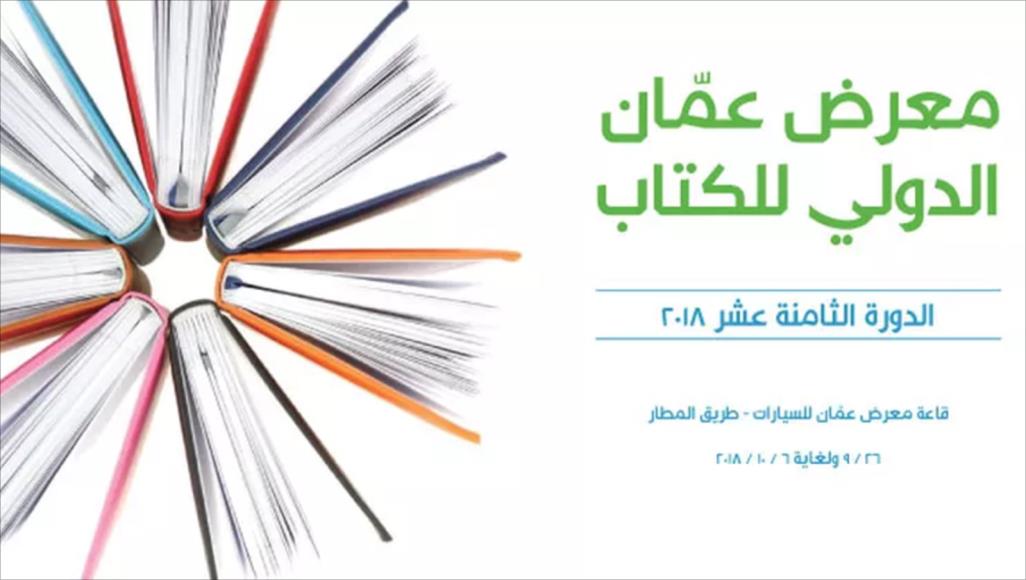 معرض عمّان
الدولي للكتاب
الدورة الثامنة عشر ٢٠١٨
قاعة معرض عمّان للسيارات - طريق المطار
٢٦ / ٩ ولغاية ٦ / ١٠ / ٢٠١٨